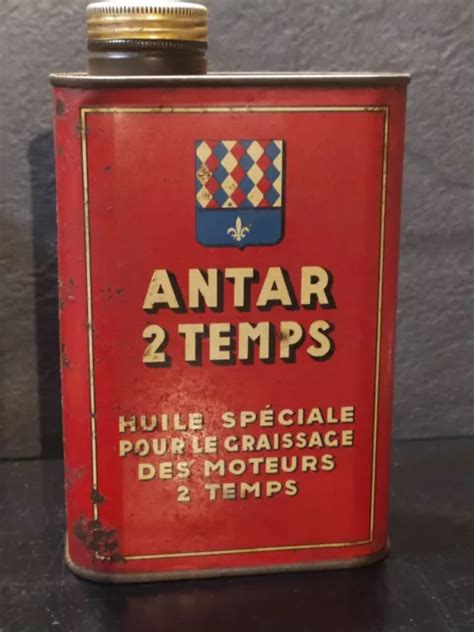 ANTAR
2 TEMPS
HUILE SPÉCIALE
POUR LE GRAISSAGE
DES MOTEURS
2 TEMPS